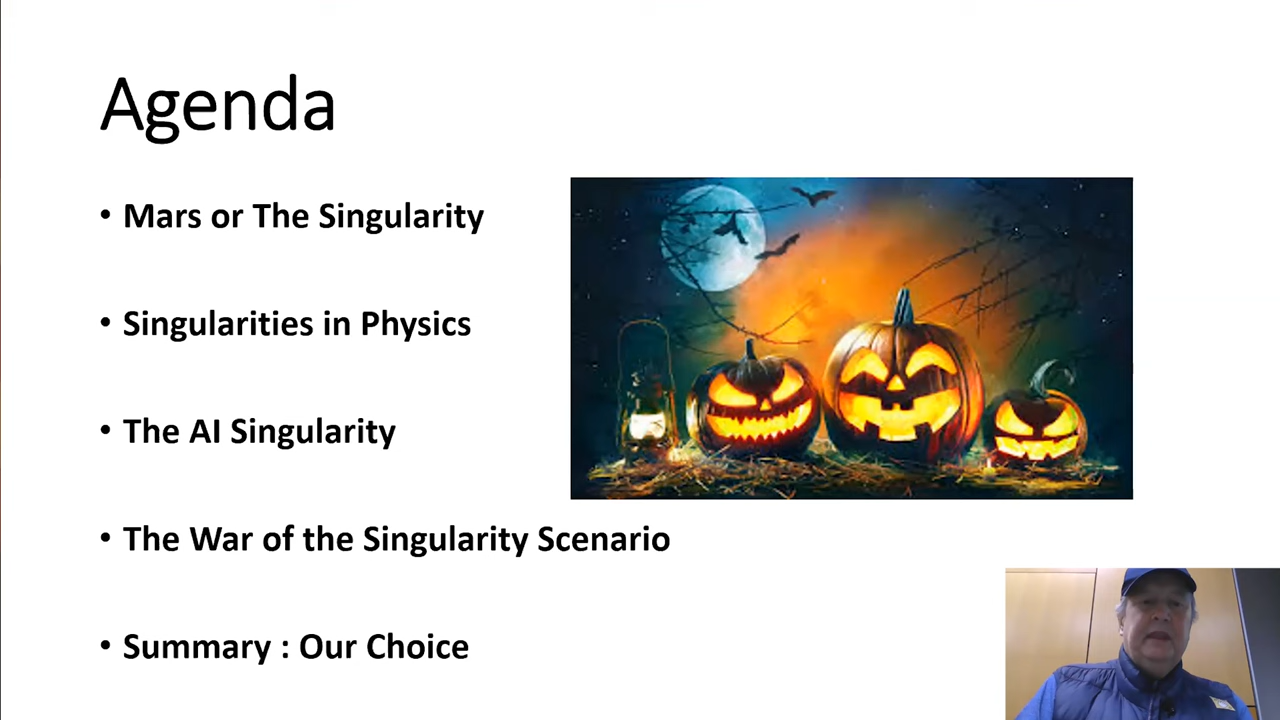 Agenda
• Mars or The Singularity
• Singularities in Physics
• The AI Singularity
• The War of the Singularity Scenario
• Summary : Our Choice